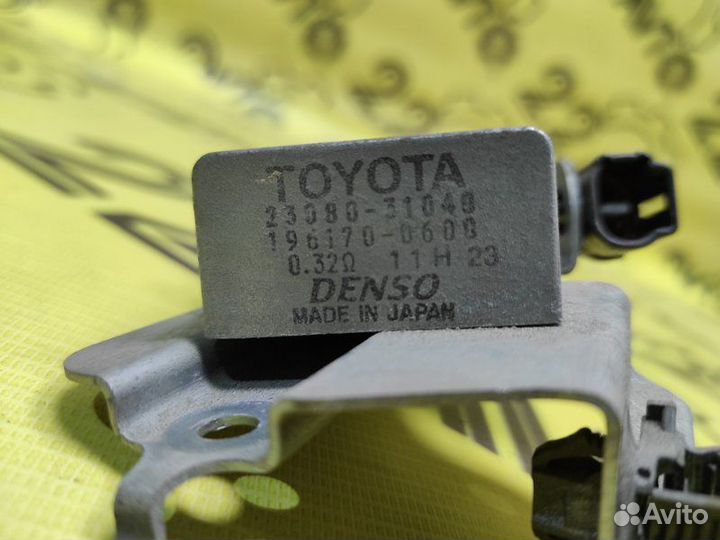 TOYOTA
23080-31040
196170-0600
0.32Ω 11H 23
DENSO
MADE IN JAPAN
Avito